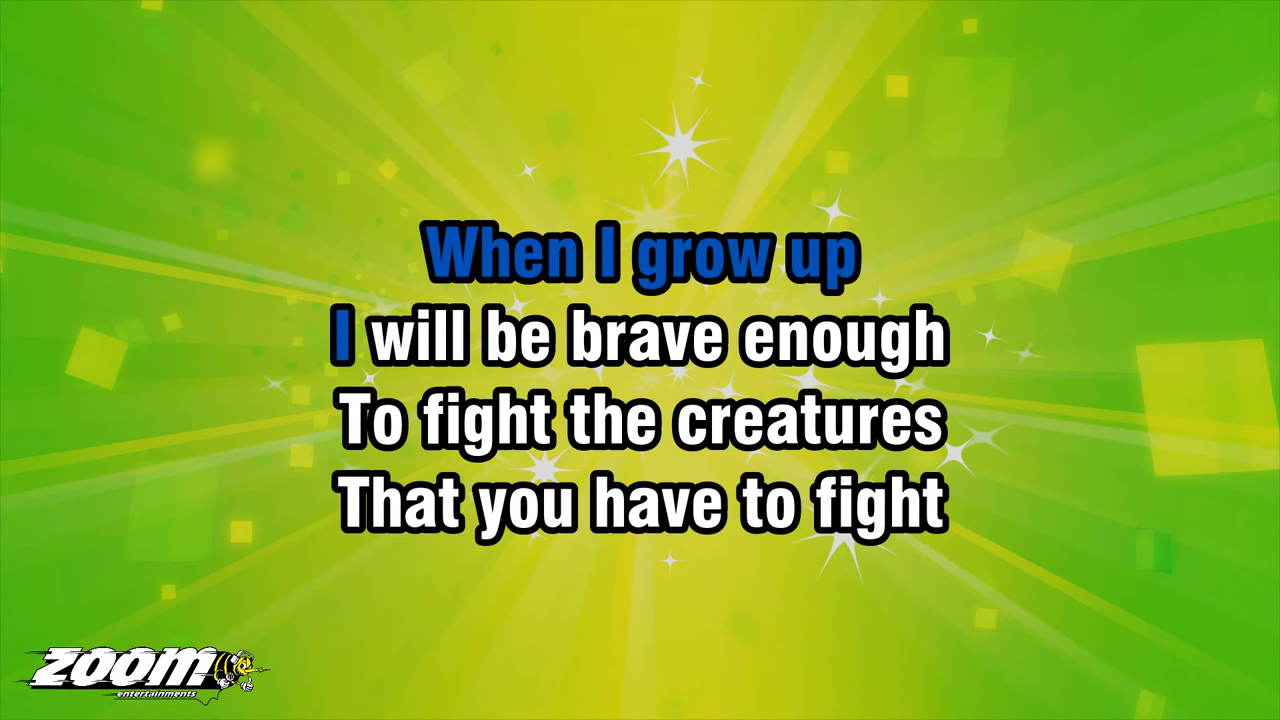 When I grow up
I will be brave enough
To fight the creatures
That you have to fight
ZOOM
entertainments